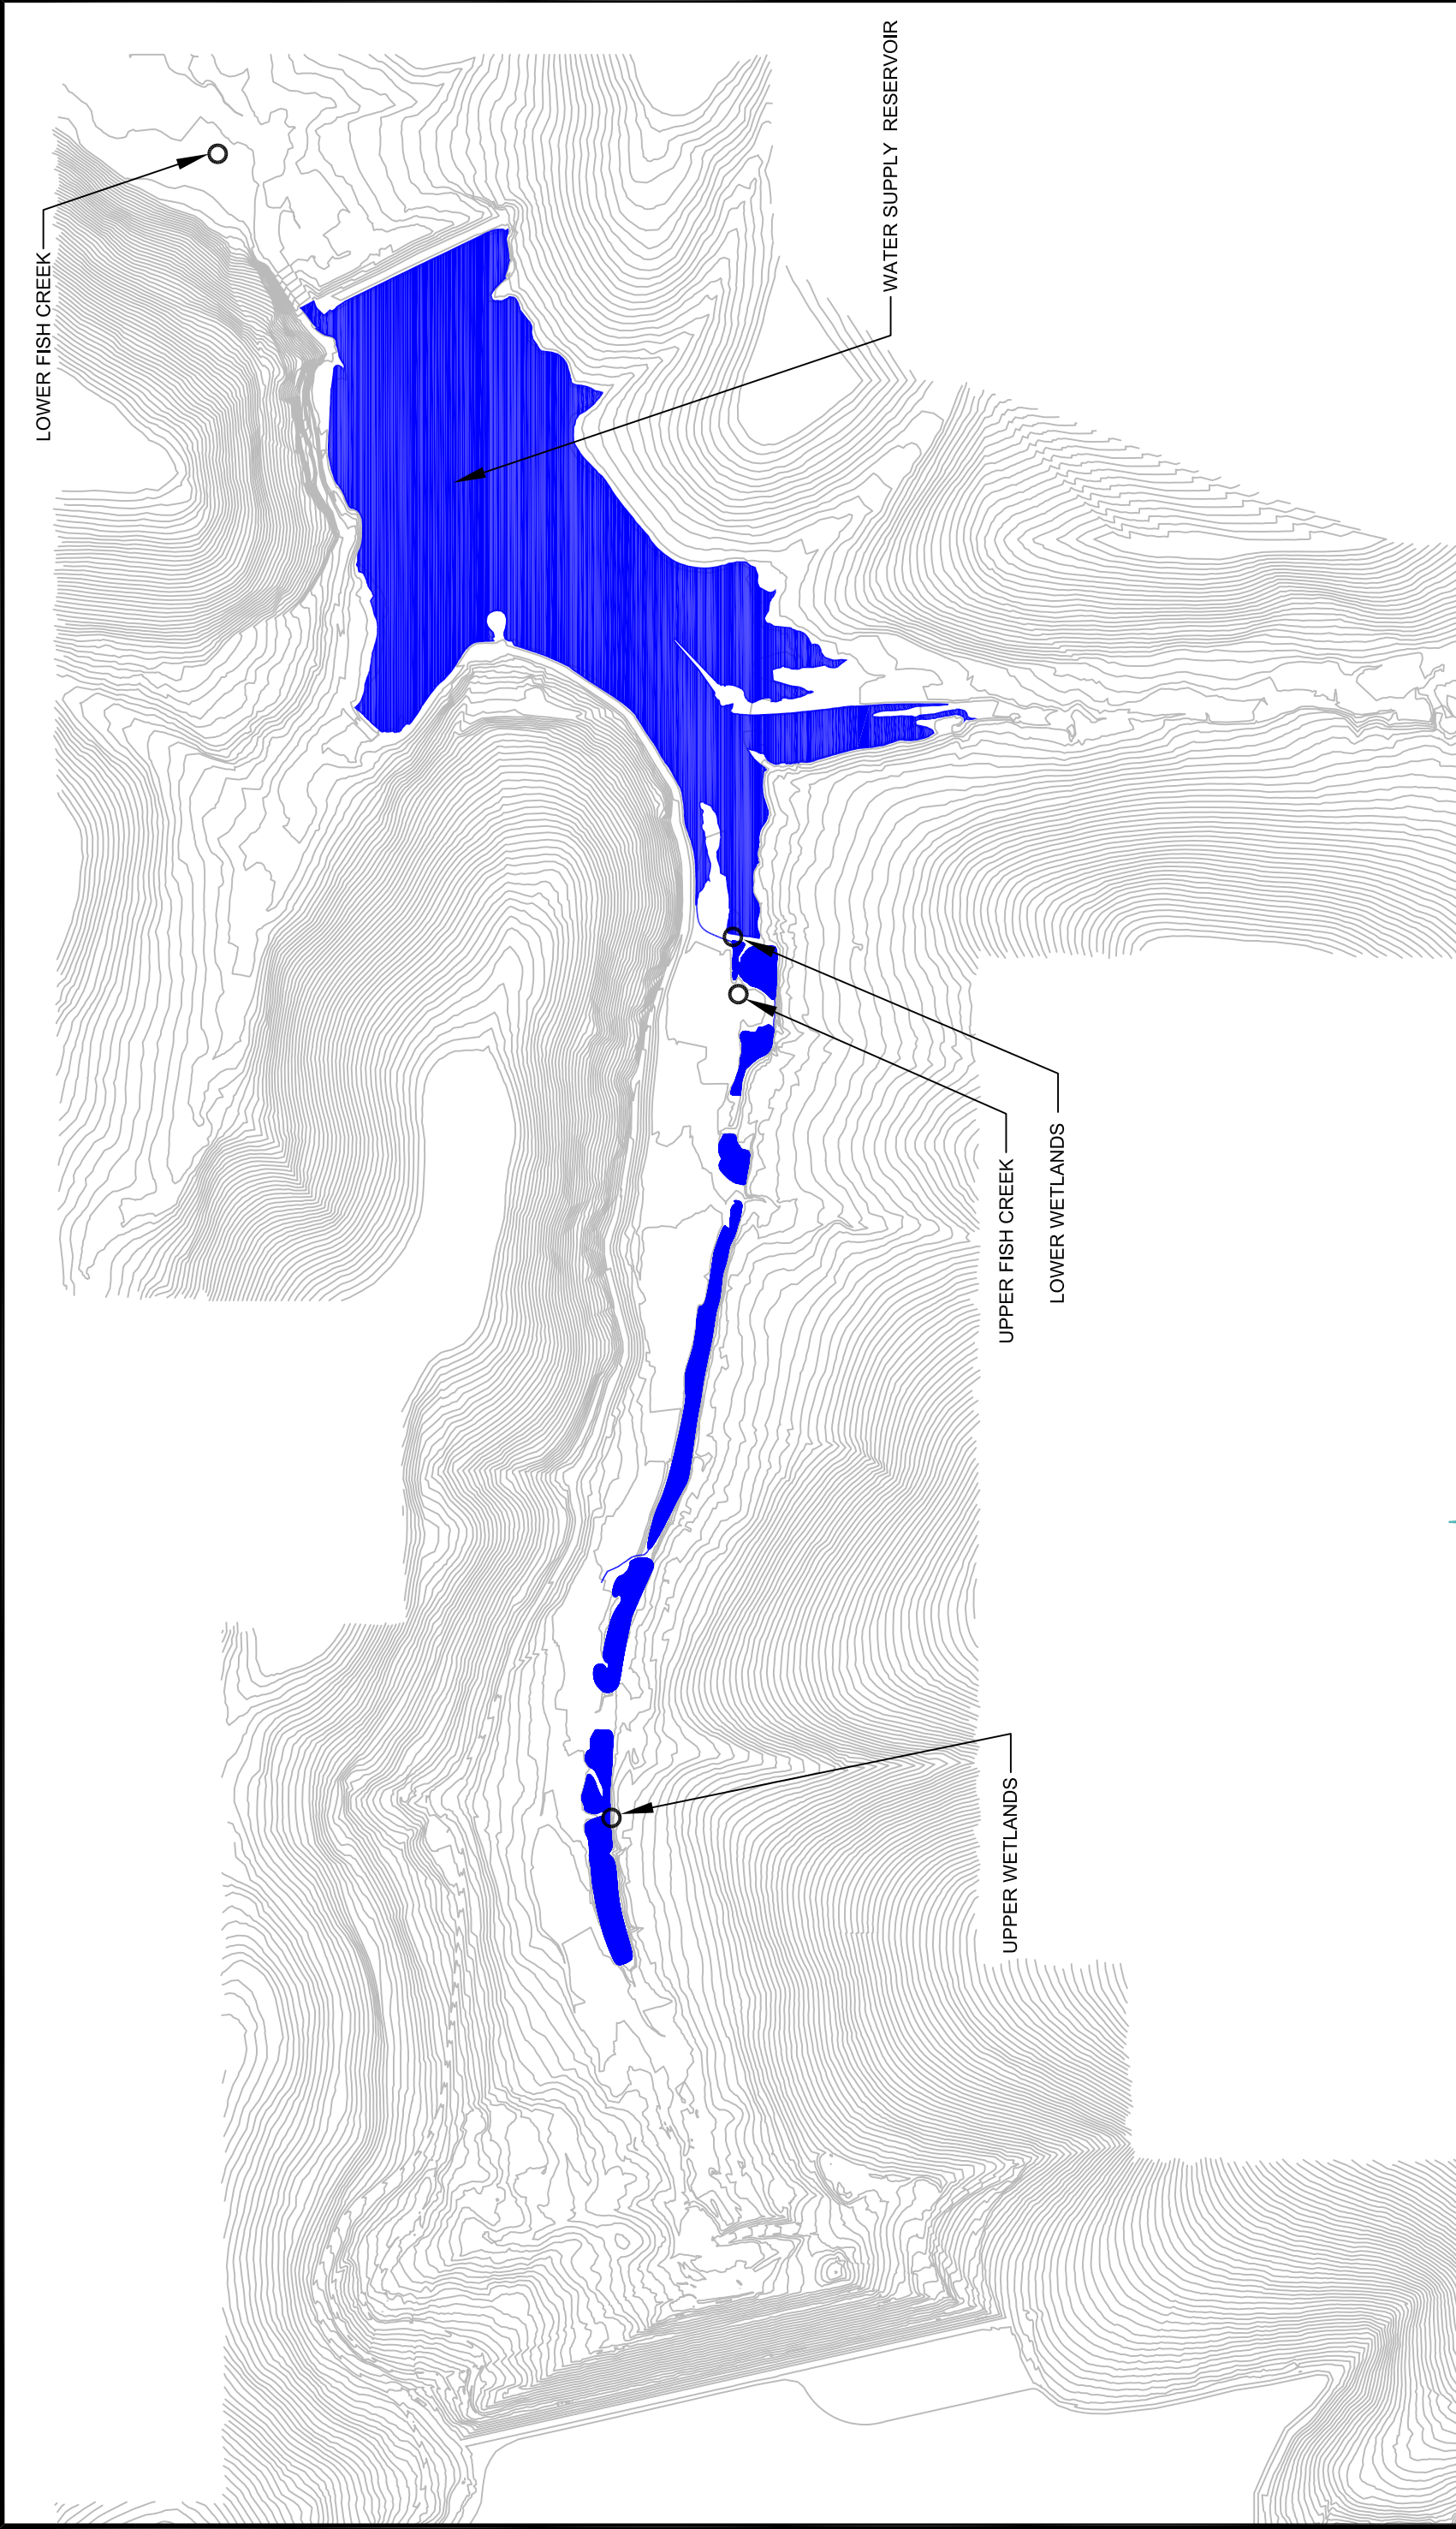 LOWER FISH CREEK
WATER SUPPLY RESERVOIR
UPPER FISH CREEK
LOWER WETLANDS
UPPER WETLANDS